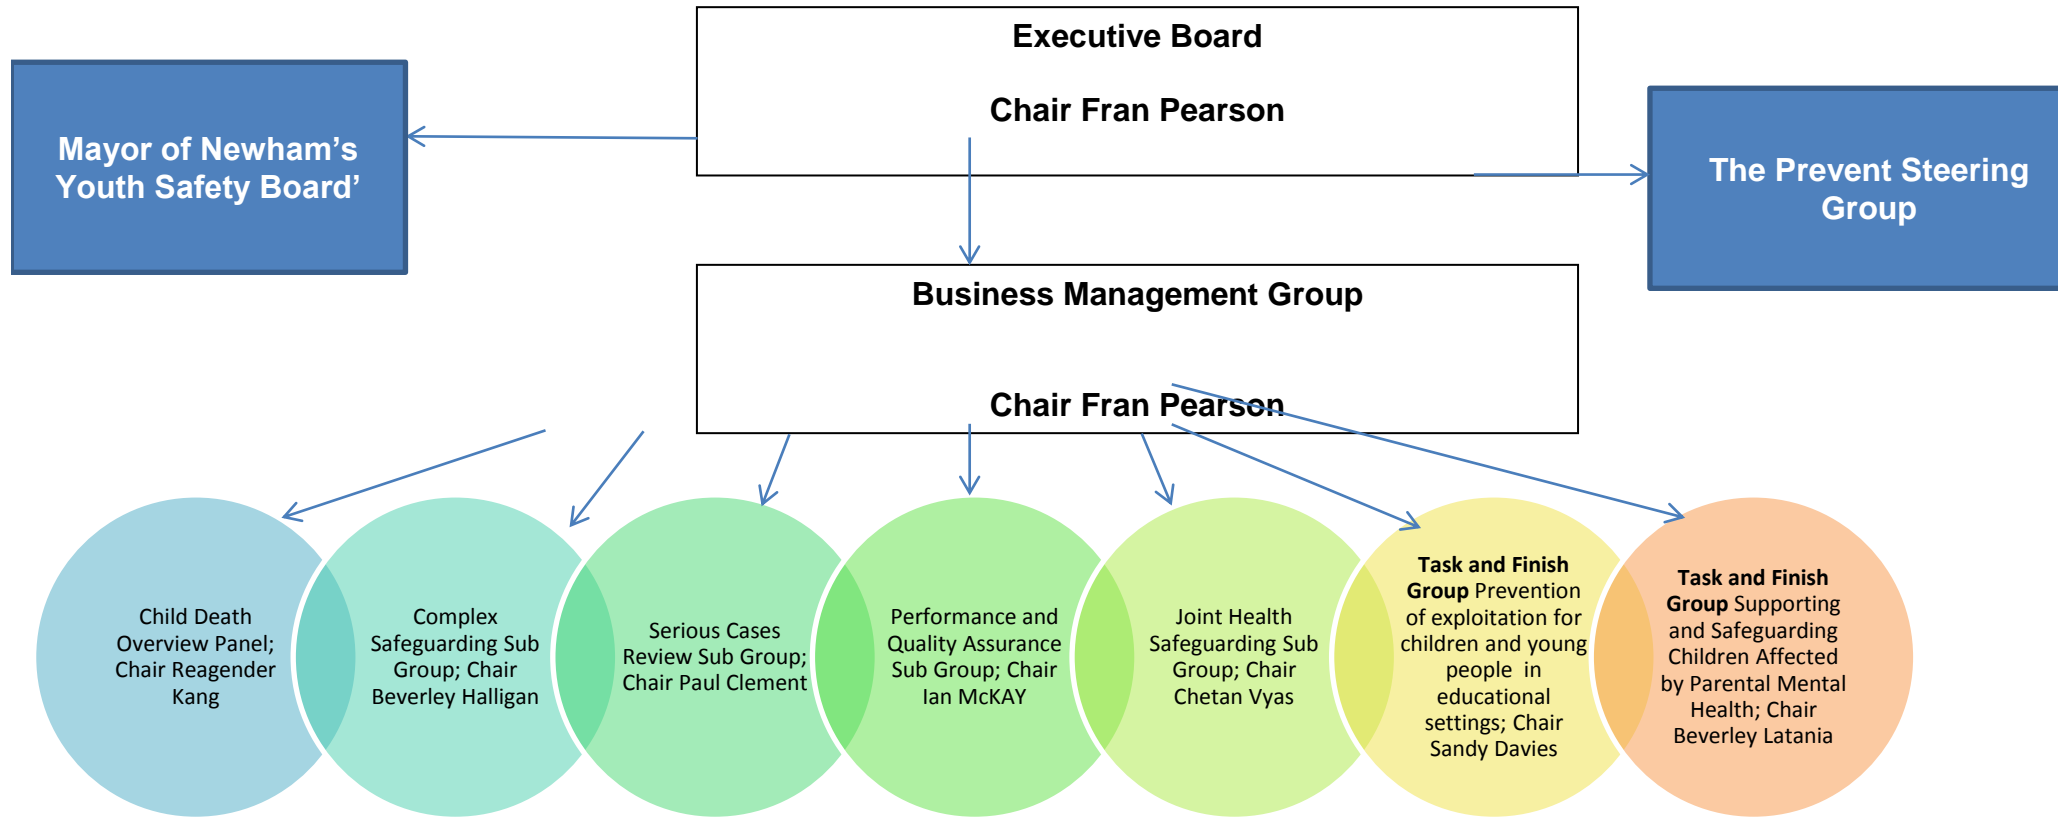 Executive Board
Chair Fran Pearson
Mayor of Newham’s
Youth Safety Board’
The Prevent Steering
Group
Business Management Group
Chair Fran Pearson
Child Death
Overview Panel;
Chair Reagender
Kang
Complex
Safeguarding Sub
Group; Chair
Beverley Halligan
Serious Cases
Review Sub Group;
Chair Paul Clement
Performance and
Quality Assurance
Sub Group; Chair
Ian McKAY
Joint Health
Safeguarding Sub
Group; Chair
Chetan Vyas
Task and Finish
Group Prevention
of exploitation for
children and young
people in
educational
settings; Chair
Sandy Davies
Task and Finish
Group Supporting
and Safeguarding
Children Affected
by Parental Mental
Health; Chair
Beverley Latania